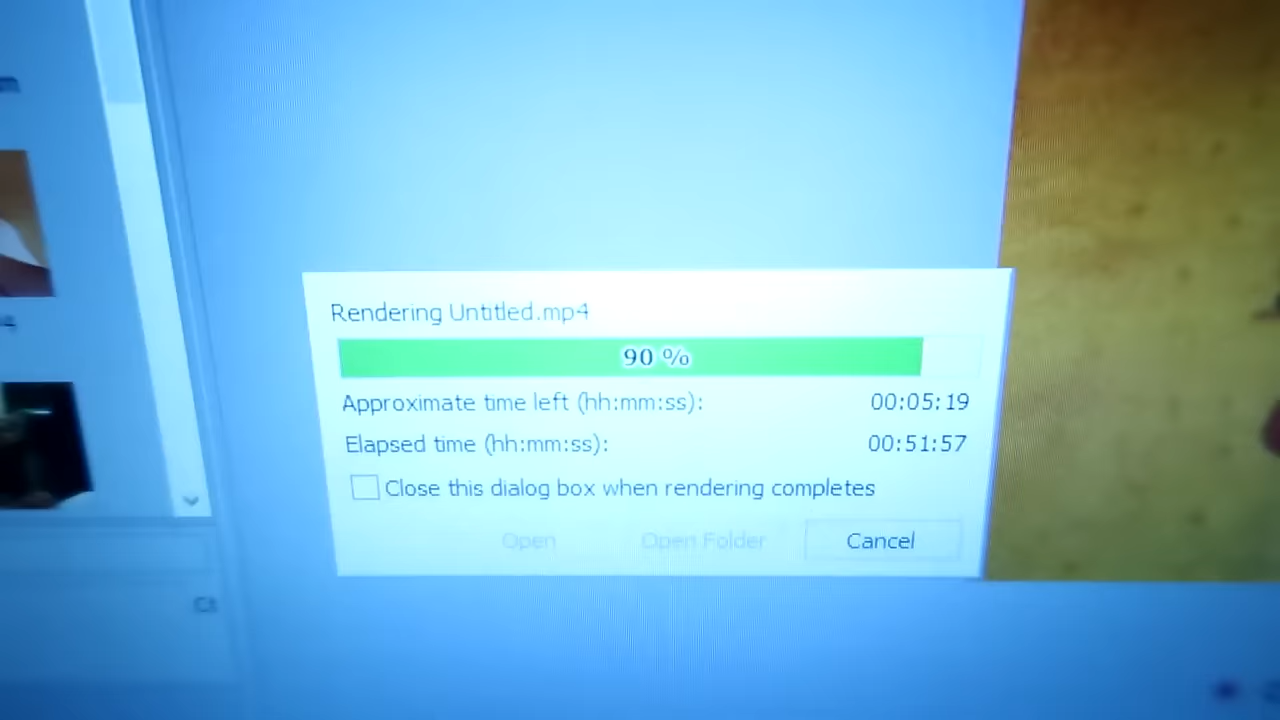 Rendering Untitled.mp4
90 %
Approximate time left (hh:mm:ss): 00:05:19
Elapsed time (hh:mm:ss): 00:51:57
Close this dialog box when rendering completes
Open Open Folder Cancel